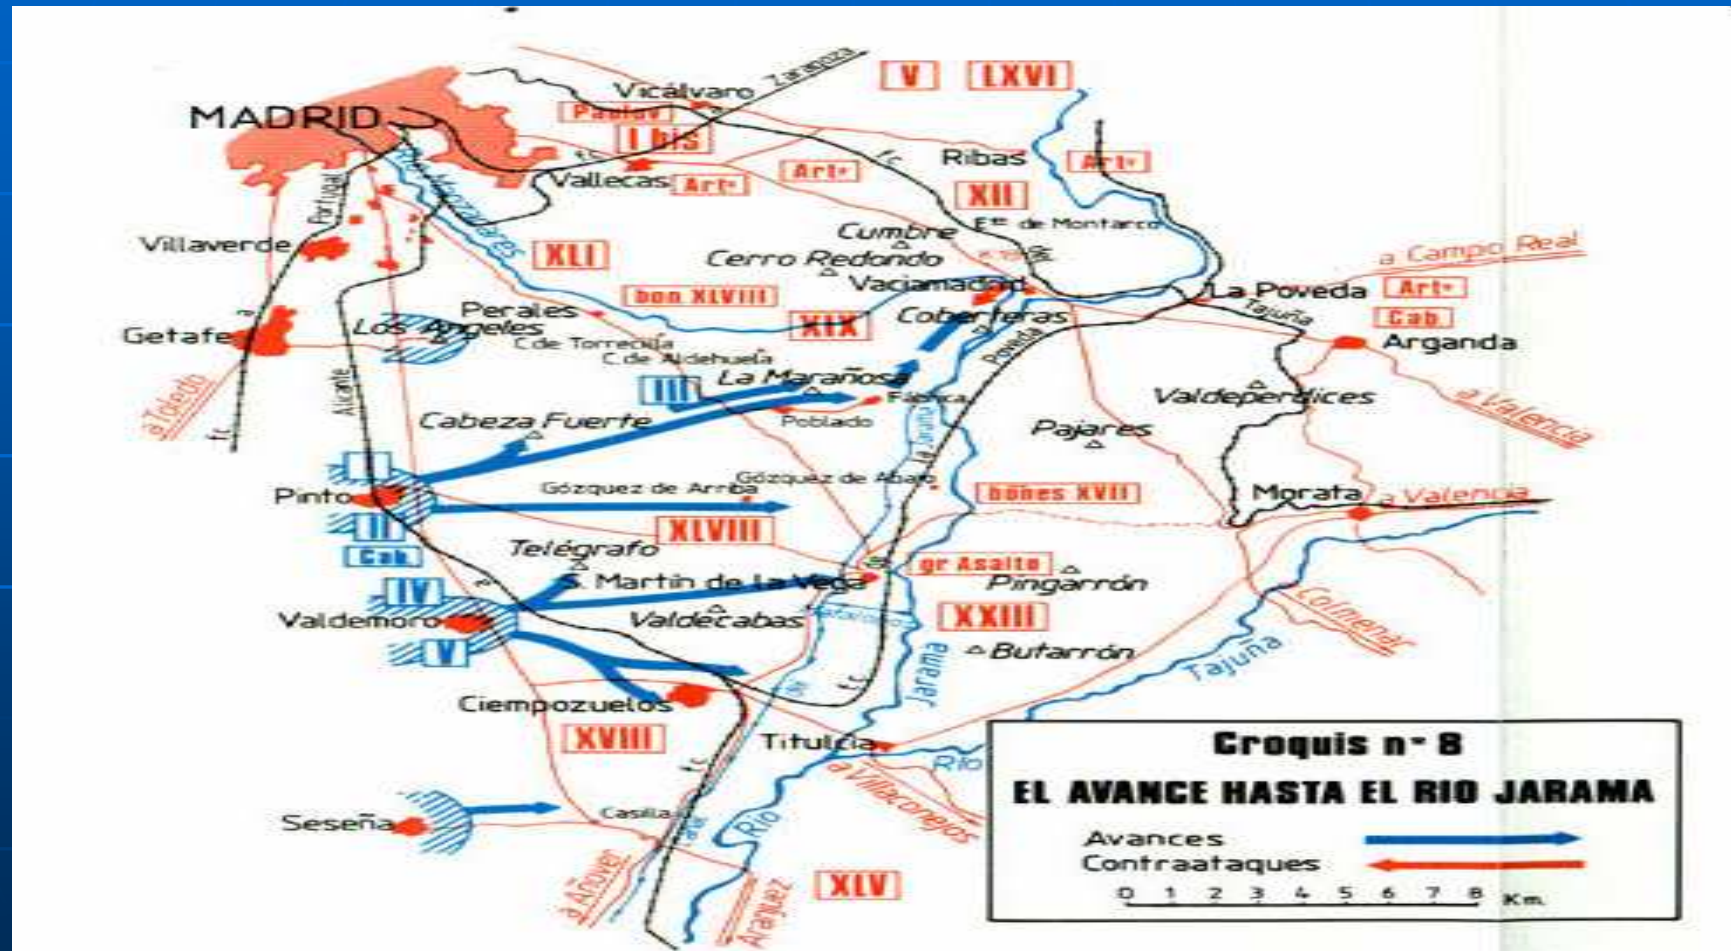 V LXVI
Zaragoza
Vicálvaro
MADRID
Paulov
I bis
f.c.
f.c.
Ribas
Art.
Vallecas Art.
Art.
XII
Portugal
Cumbre
Villaverde
XLI
Cerro Redondo
a Campo Real
bon XLVIII
Vaciamadrid
La Poveda Art.
Perales
XIX
Coberteras
Tajuña
Cab.
Getafe
Los Angeles
C. de Torrecilla
C. de Aldehuela
Poveda
Arganda
Alicante
III
La Marañosa
a Toledo
Fábrica
Valdeperdices
a Valencia
Cabeza Fuerte
Poblado
Pajares
f.c.
I
Pinto
Gózquez de Arriba
Gózquez de Abajo
bones XVII
Morata
a Valencia
II
XLVIII
Cab.
Telégrafo
gr Asalto
Pingarrón
S. Martín de La Vega
IV
Valdemoro
Valdecabas
XXIII
Colmenar
V
Butarrón
Jarama
Tajuña
f.c.
Ciempozuelos
XVIII
Titulcia
Río
a Villaconejos
f.c.
Seseña
Casilla
Río
a Añover
XLV
Aranjuez
Croquis nº 8
EL AVANCE HASTA EL RIO JARAMA
Avances
Contraataques
0 1 2 3 4 5 6 7 8 Km.